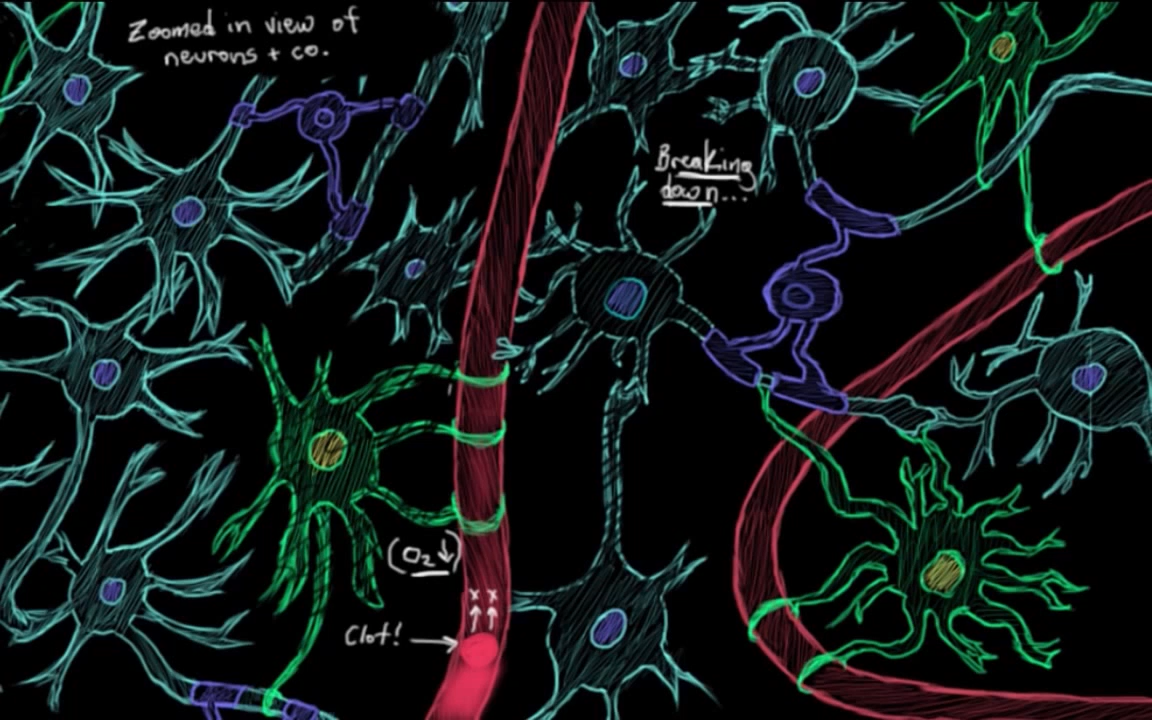 Zoomed in view of
neurons + co.
Breaking
down...
(O₂↓)
x x
Clot!